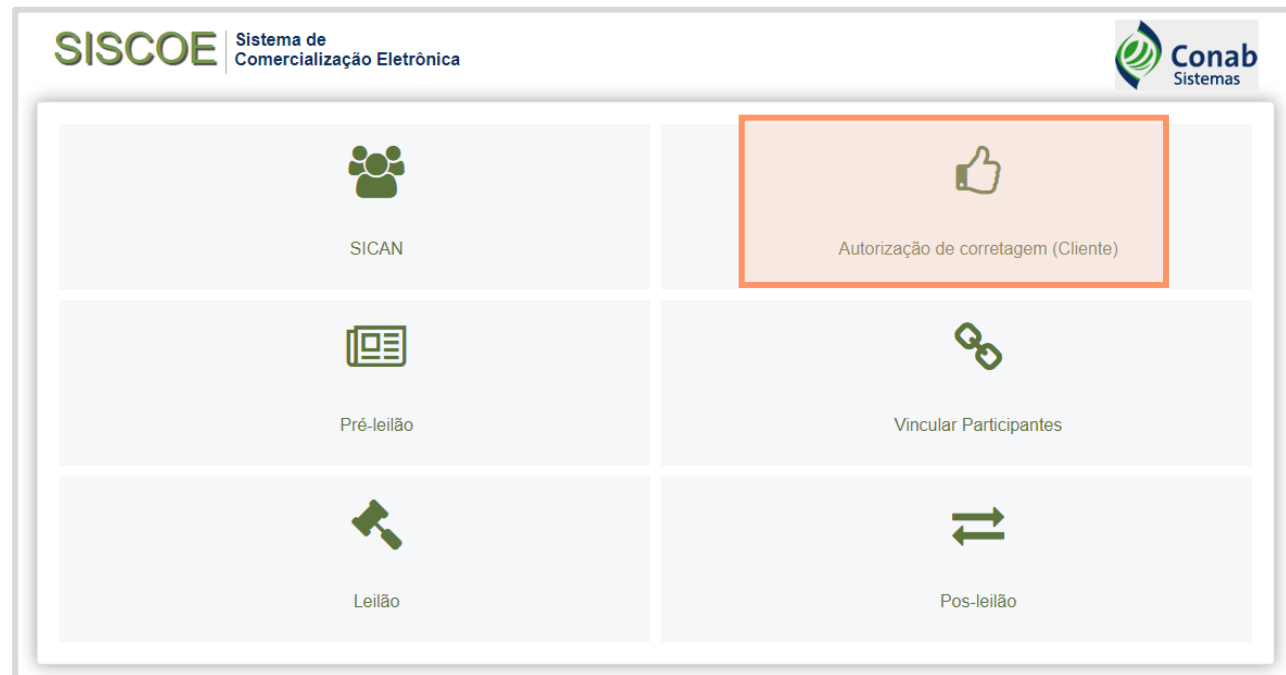 SISCOE
Sistema de
Comercialização Eletrônica
Conab
Sistemas
SICAN
Autorização de corretagem (Cliente)
Pré-leilão
Vincular Participantes
Leilão
Pos-leilão